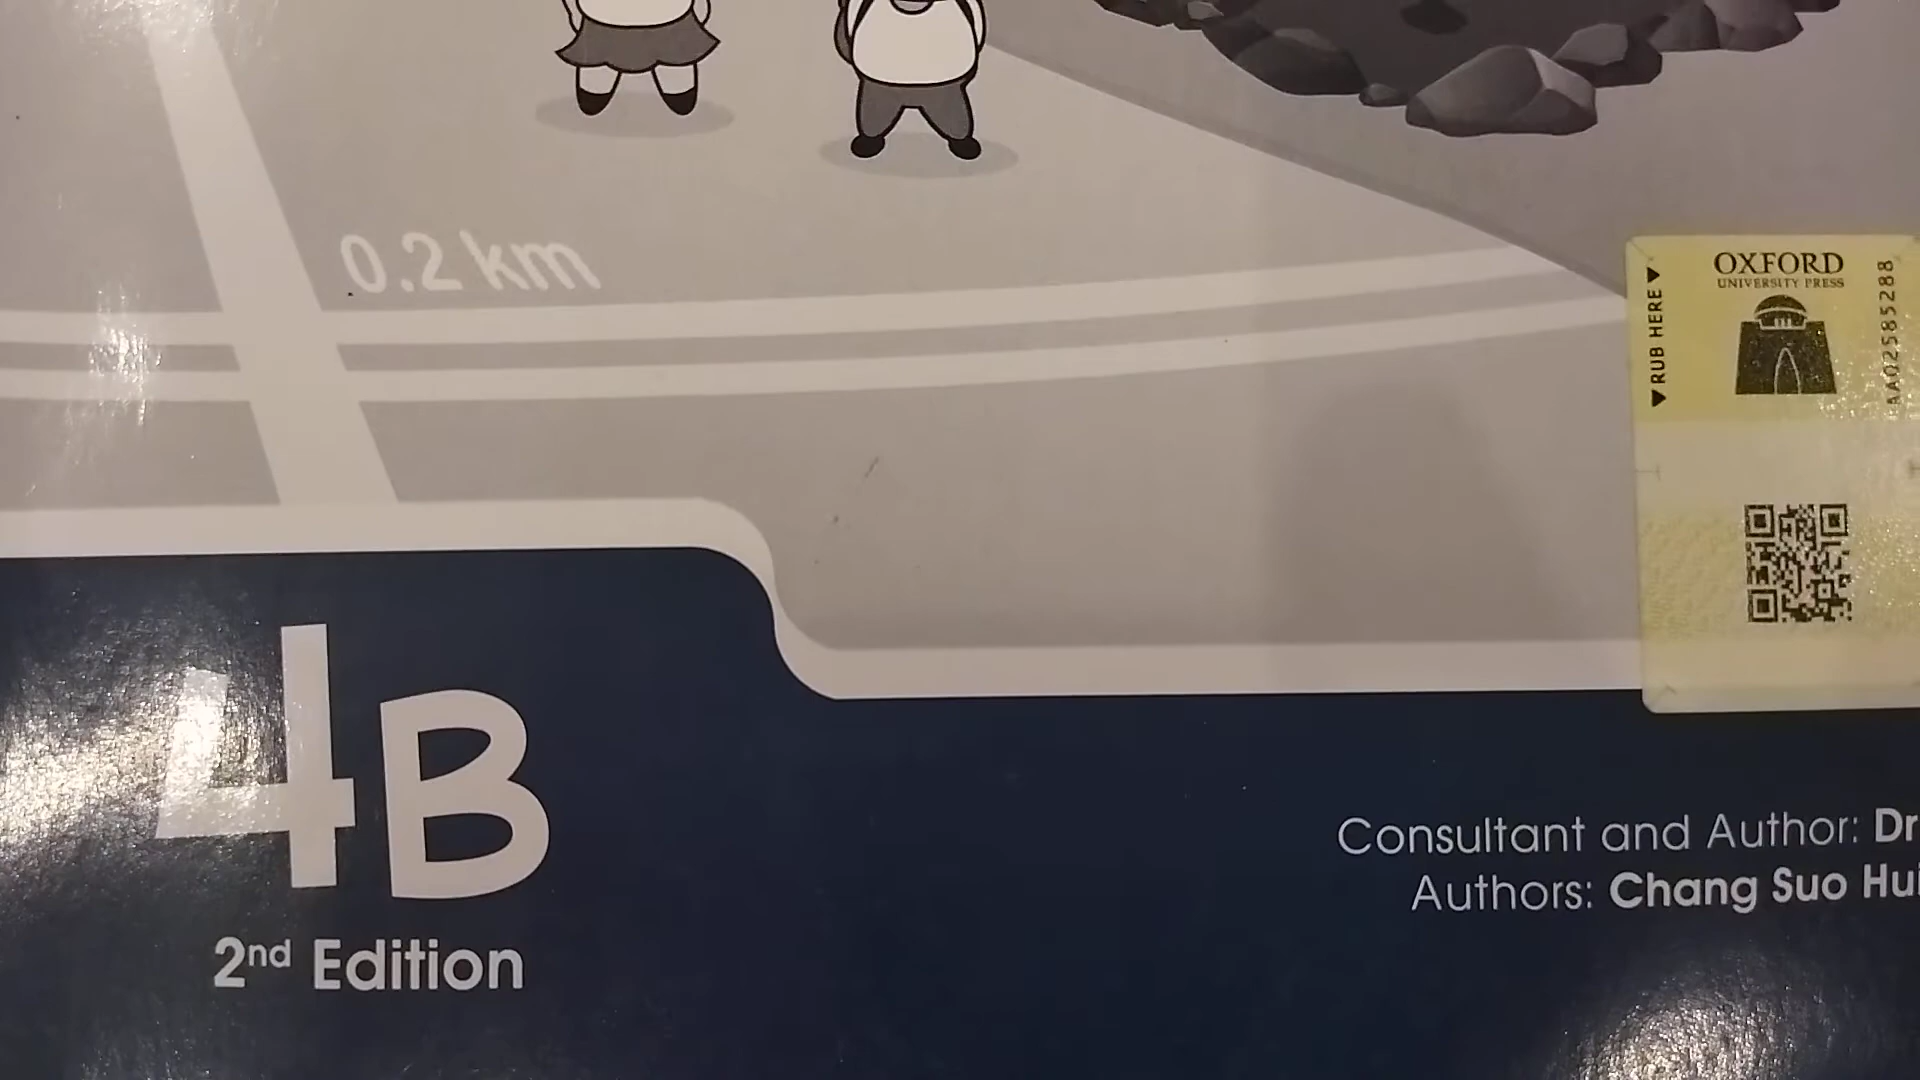 0.2 km
OXFORD
UNIVERSITY PRESS
RUB HERE
AA02585288
4B
2nd Edition
Consultant and Author: Dr
Authors: Chang Suo Hui